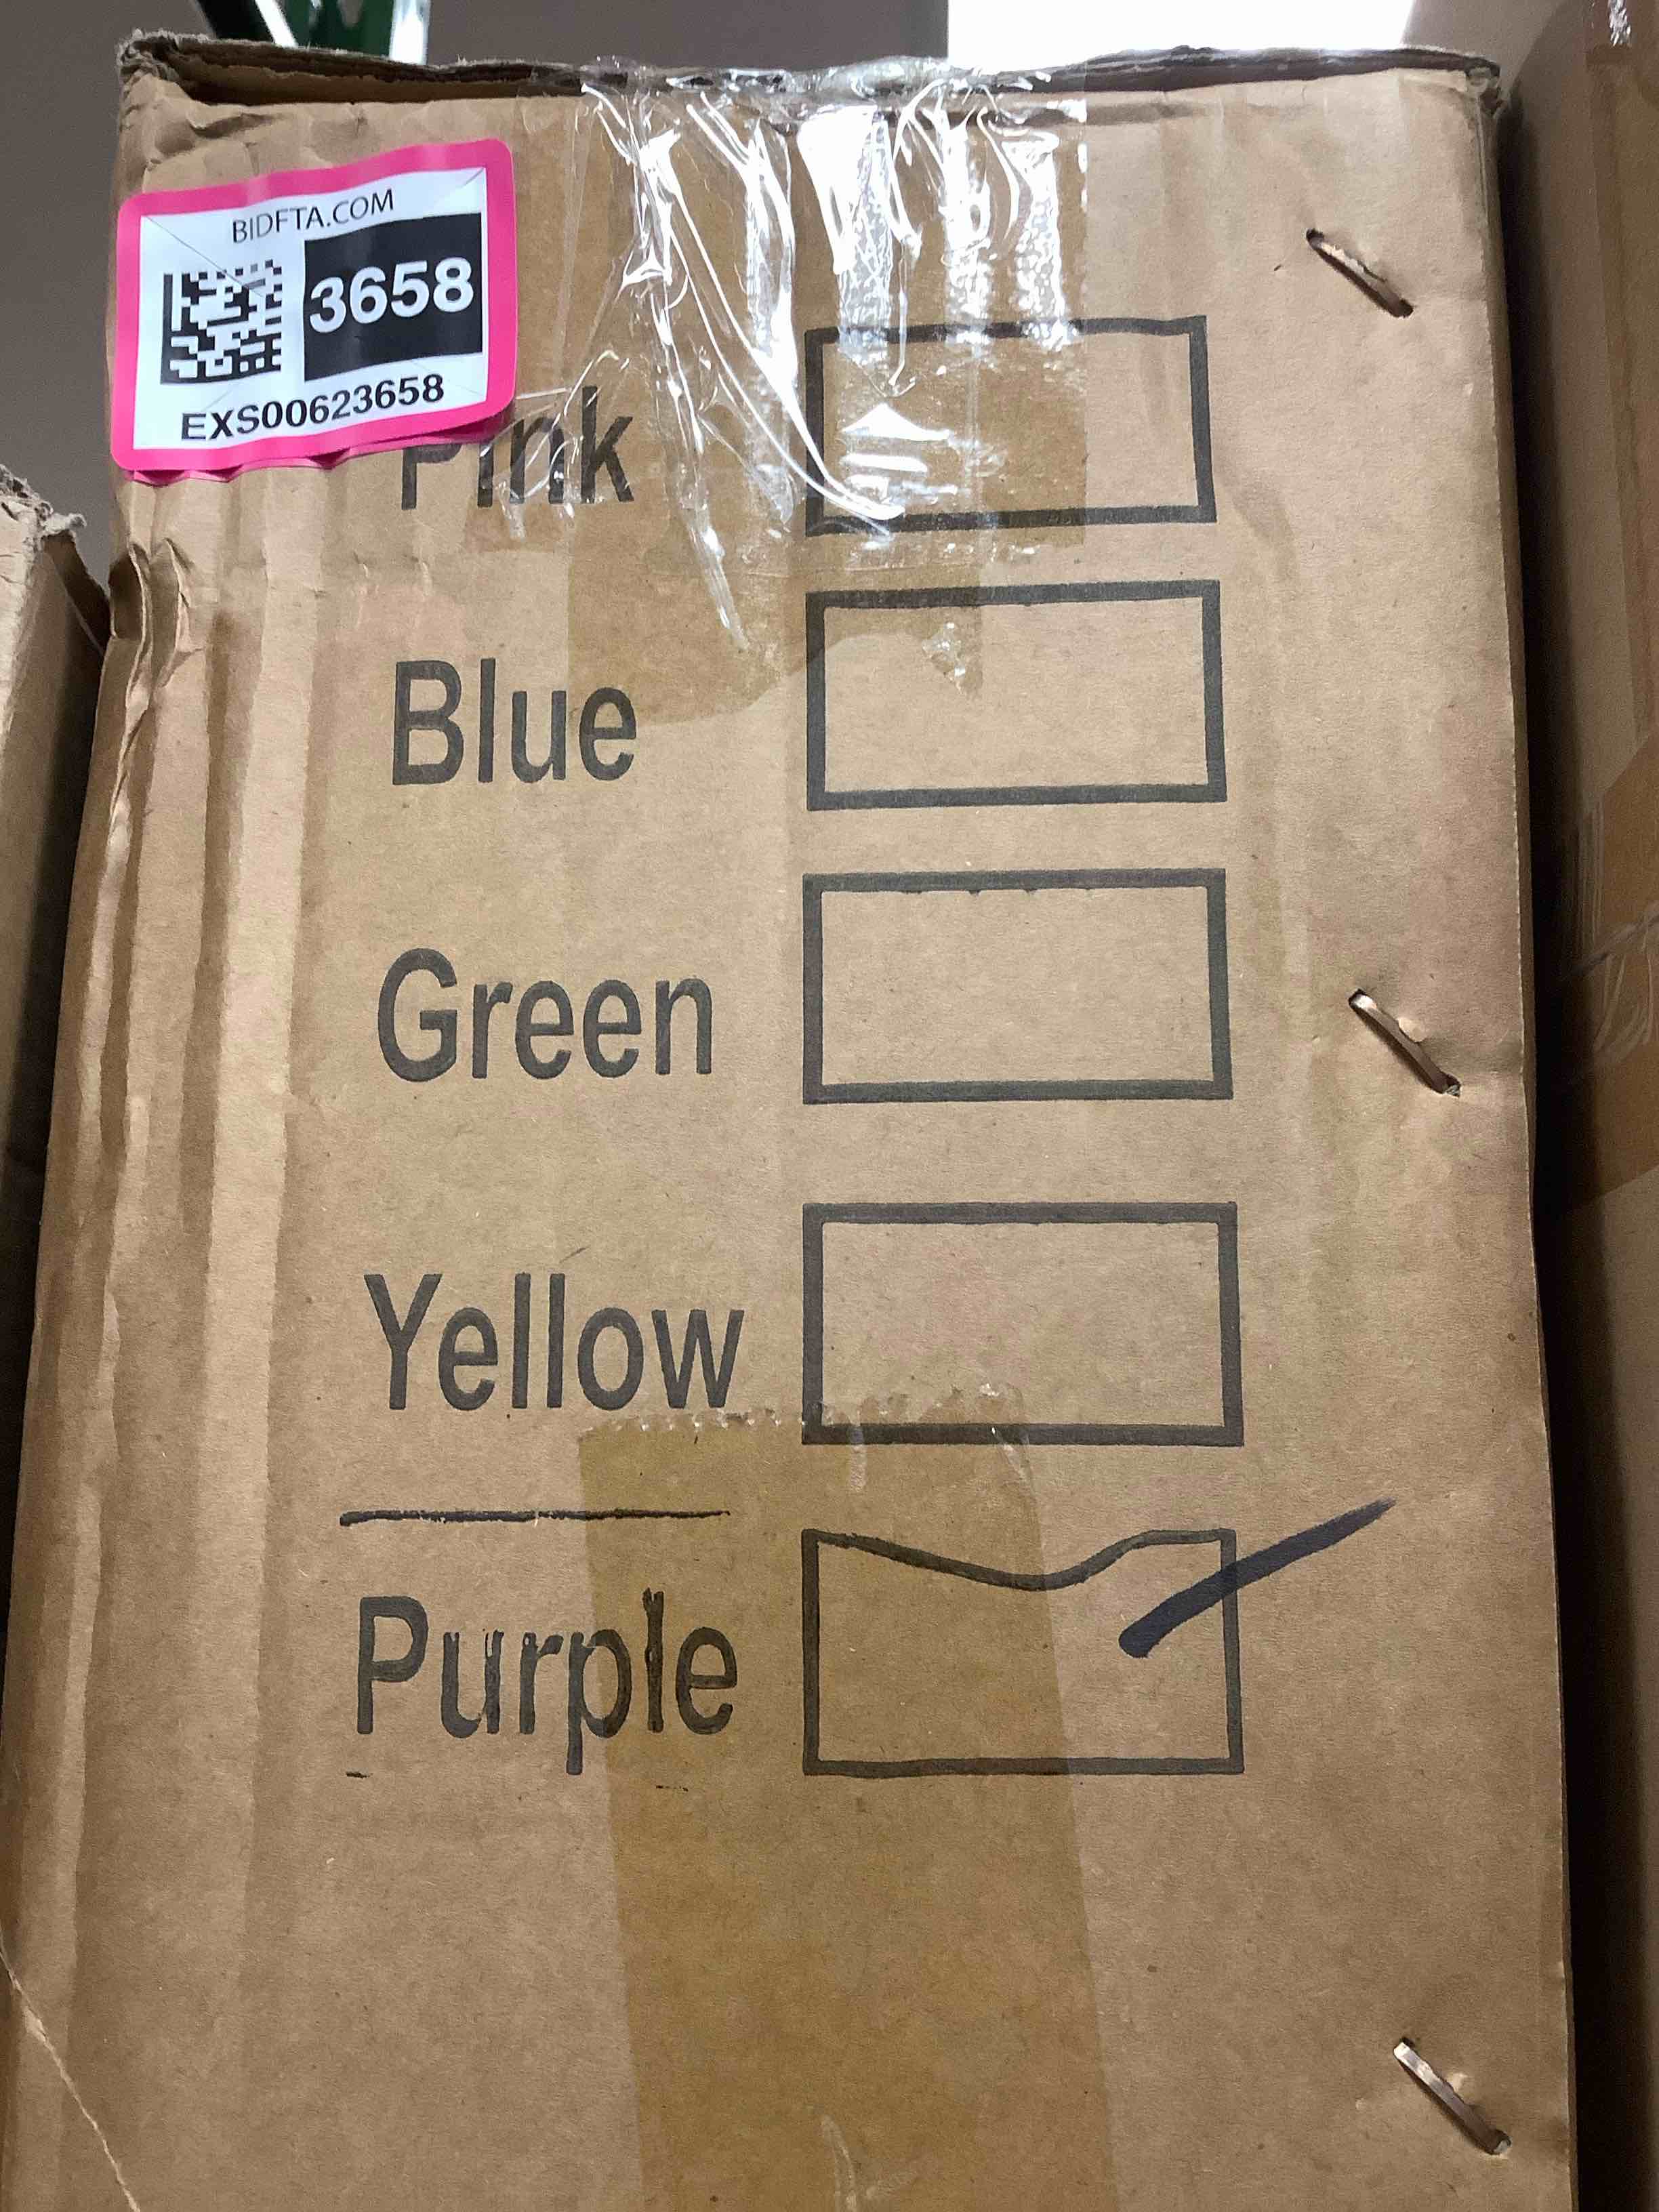 BIDFTA.COM
3658
EXS00623658
Pink
Blue
Green
Yellow
Purple